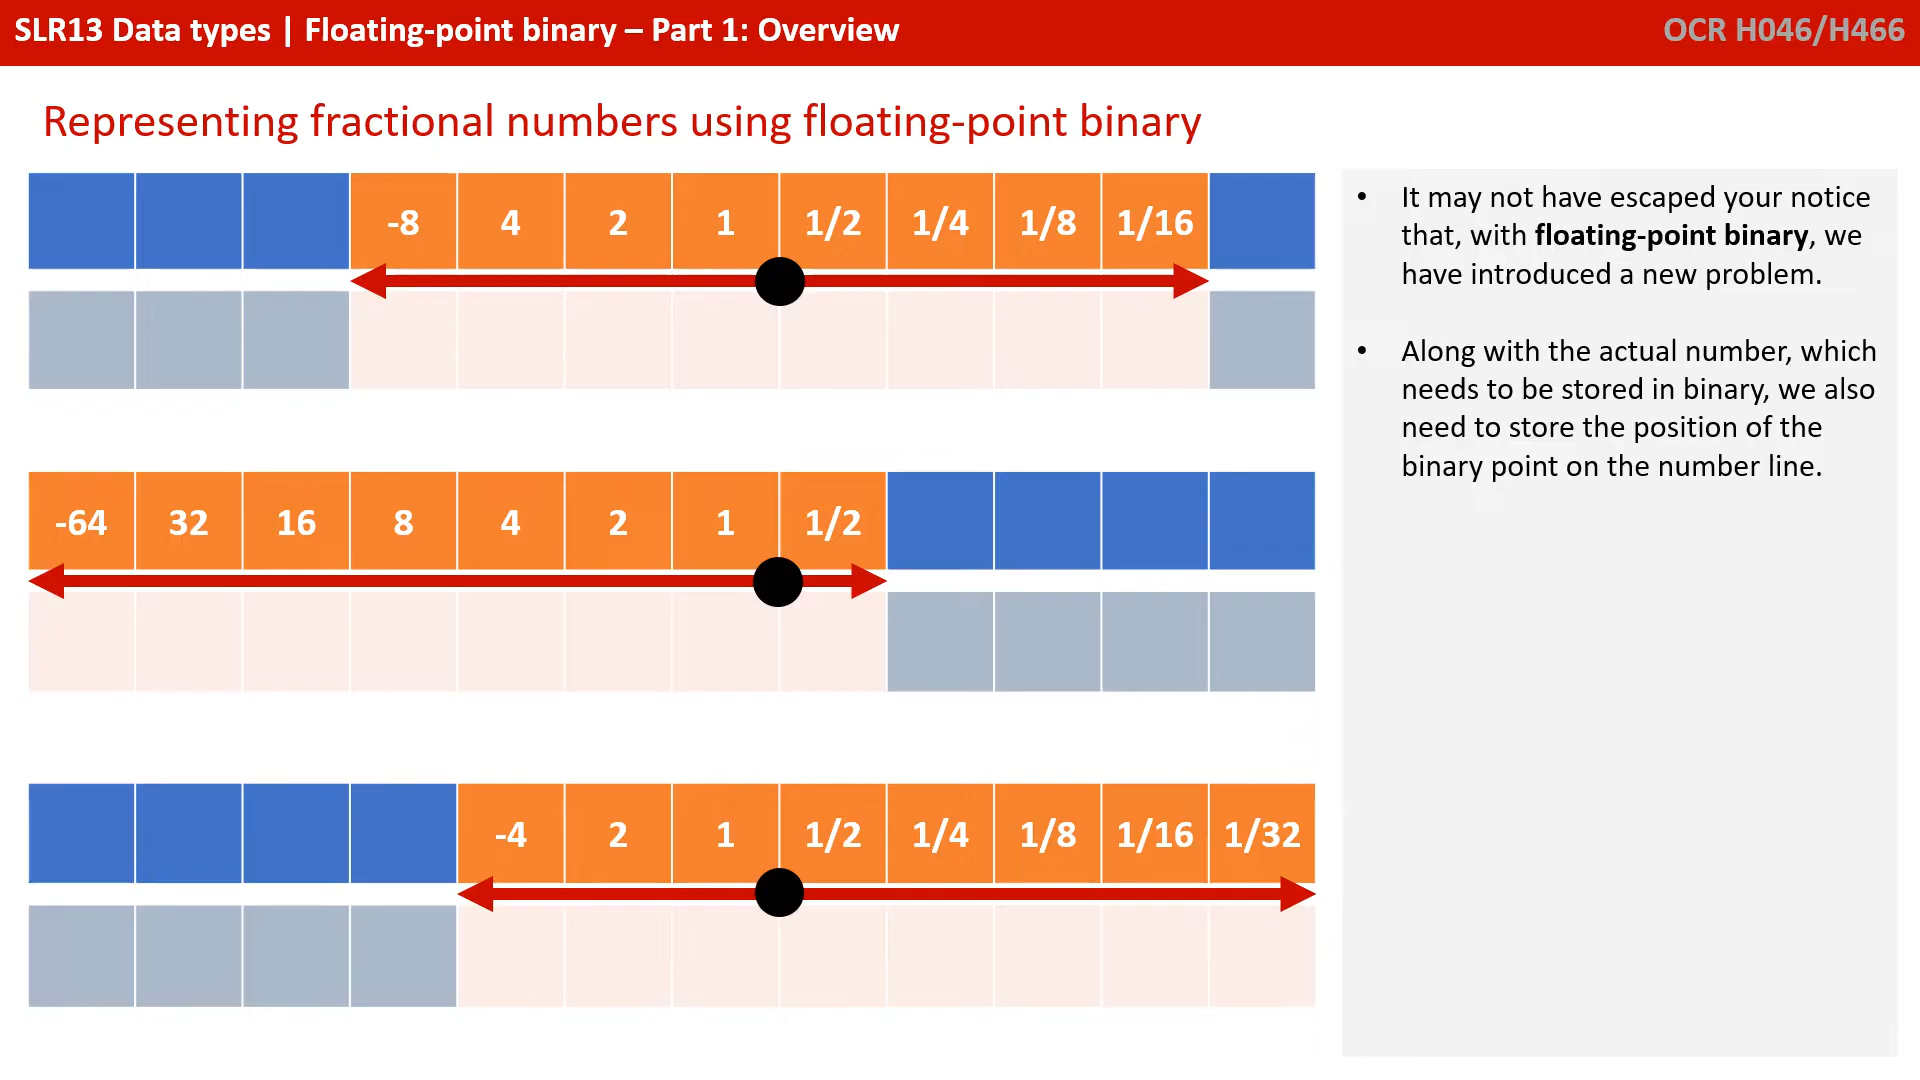 SLR13 Data types | Floating-point binary – Part 1: Overview
OCR H046/H466
Representing fractional numbers using floating-point binary
-8 4 2 1 1/2 1/4 1/8 1/16
-64 32 16 8 4 2 1 1/2
-4 2 1 1/2 1/4 1/8 1/16 1/32
• It may not have escaped your notice
that, with floating-point binary, we
have introduced a new problem.
• Along with the actual number, which
needs to be stored in binary, we also
need to store the position of the
binary point on the number line.